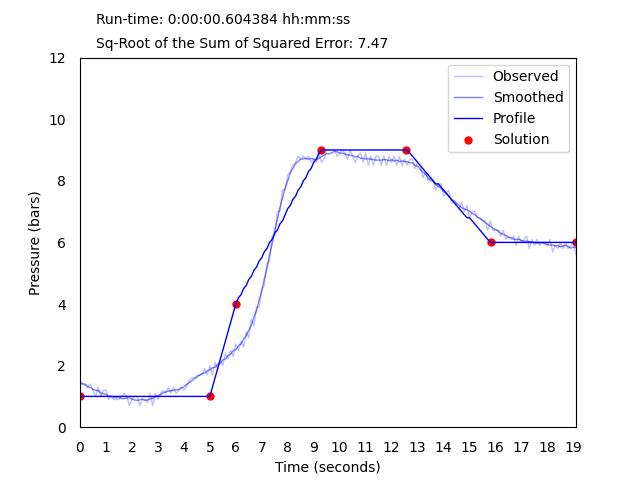 Run-time: 0:00:00.604384 hh:mm:ss
Sq-Root of the Sum of Squared Error: 7.47
12
10
8
6
4
2
0
Pressure (bars)
Observed
Smoothed
Profile
Solution
0 1 2 3 4 5 6 7 8 9 10 11 12 13 14 15 16 17 18 19
Time (seconds)